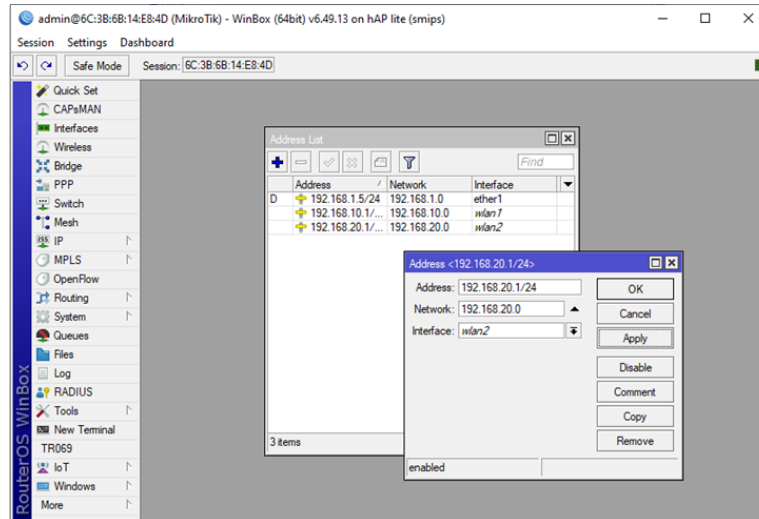 admin@6C:3B:6B:14:E8:4D (MikroTik) - WinBox (64bit) v6.49.13 on hAP lite (smips)
Session Settings Dashboard
Safe Mode Session: 6C:3B:6B:14:E8:4D
Quick Set
CAPsMAN
Interfaces
Wireless
Bridge
PPP
Switch
Mesh
IP
MPLS
OpenFlow
Routing
System
Queues
Files
Log
RADIUS
Tools
New Terminal
TR069
IoT
Windows
More
RouterOS WinBox
Address List
Find
Address Network Interface
D 192.168.1.5/24 192.168.1.0 ether1
192.168.10.1/... 192.168.10.0 wlan1
192.168.20.1/... 192.168.20.0 wlan2
3 items
Address <192.168.20.1/24>
Address: 192.168.20.1/24
Network: 192.168.20.0
Interface: wlan2
OK
Cancel
Apply
Disable
Comment
Copy
Remove
enabled